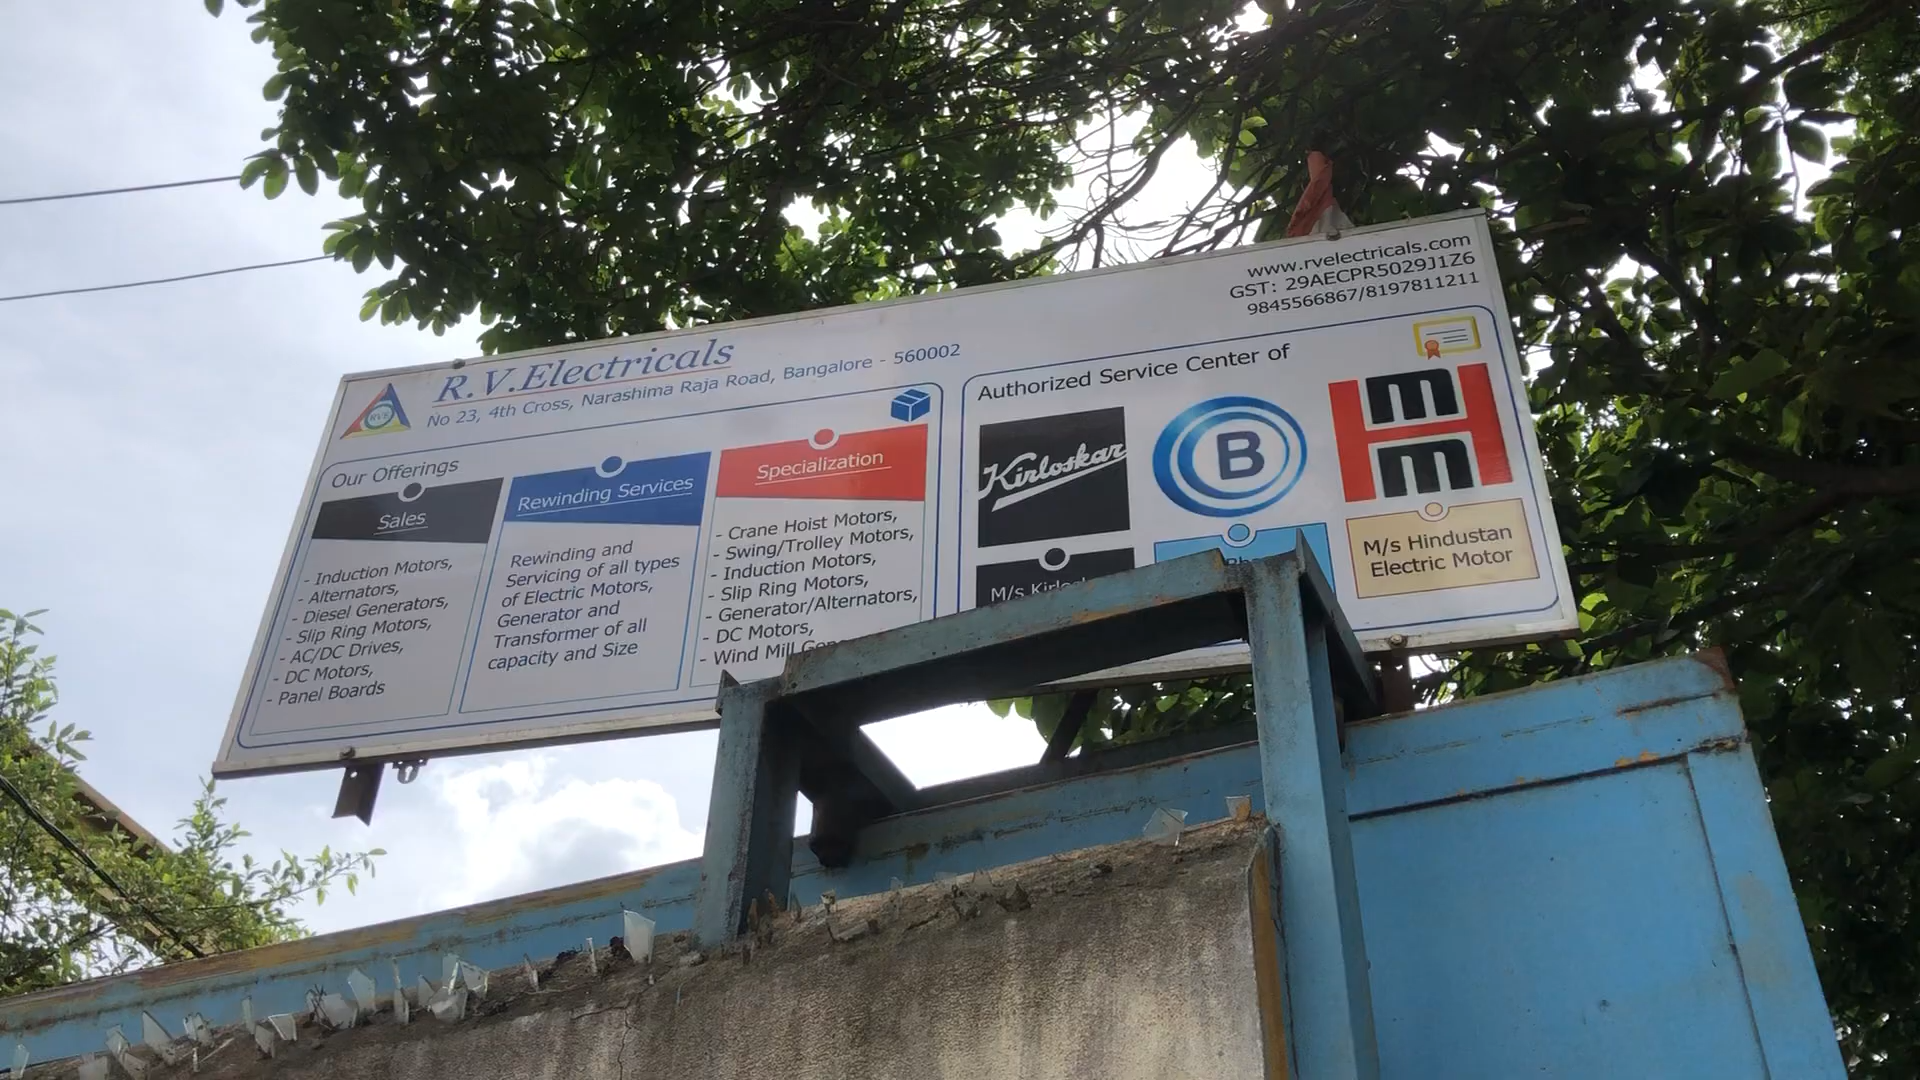 www.rvelectricals.com
GST: 29AECPR5029J1Z6
9845566867/8197811211
R.V.Electricals
No 23, 4th Cross, Narashima Raja Road, Bangalore - 560002
RVE
Our Offerings
Sales
- Induction Motors,
- Alternators,
- Diesel Generators,
- Slip Ring Motors,
- AC/DC Drives,
- DC Motors,
- Panel Boards
Rewinding Services
Rewinding and
Servicing of all types
of Electric Motors,
Generator and
Transformer of all
capacity and Size
Specialization
- Crane Hoist Motors,
- Swing/Trolley Motors,
- Induction Motors,
- Slip Ring Motors,
- Generator/Alternators,
- DC Motors,
- Wind Mill
Authorized Service Center of
Kirloskar
M/s
B
m
H
m
M/s Hindustan
Electric Motor